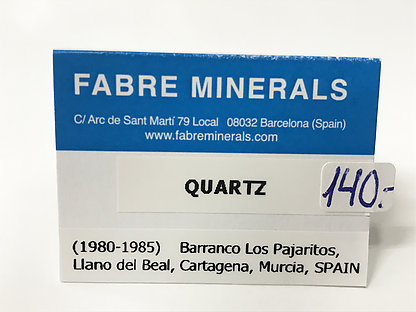 FABRE MINERALS
C/ Arc de Sant Martí 79 Local 08032 Barcelona (Spain)
www.fabreminerals.com
QUARTZ
140.-
(1980-1985) Barranco Los Pajaritos,
Llano del Beal, Cartagena, Murcia, SPAIN